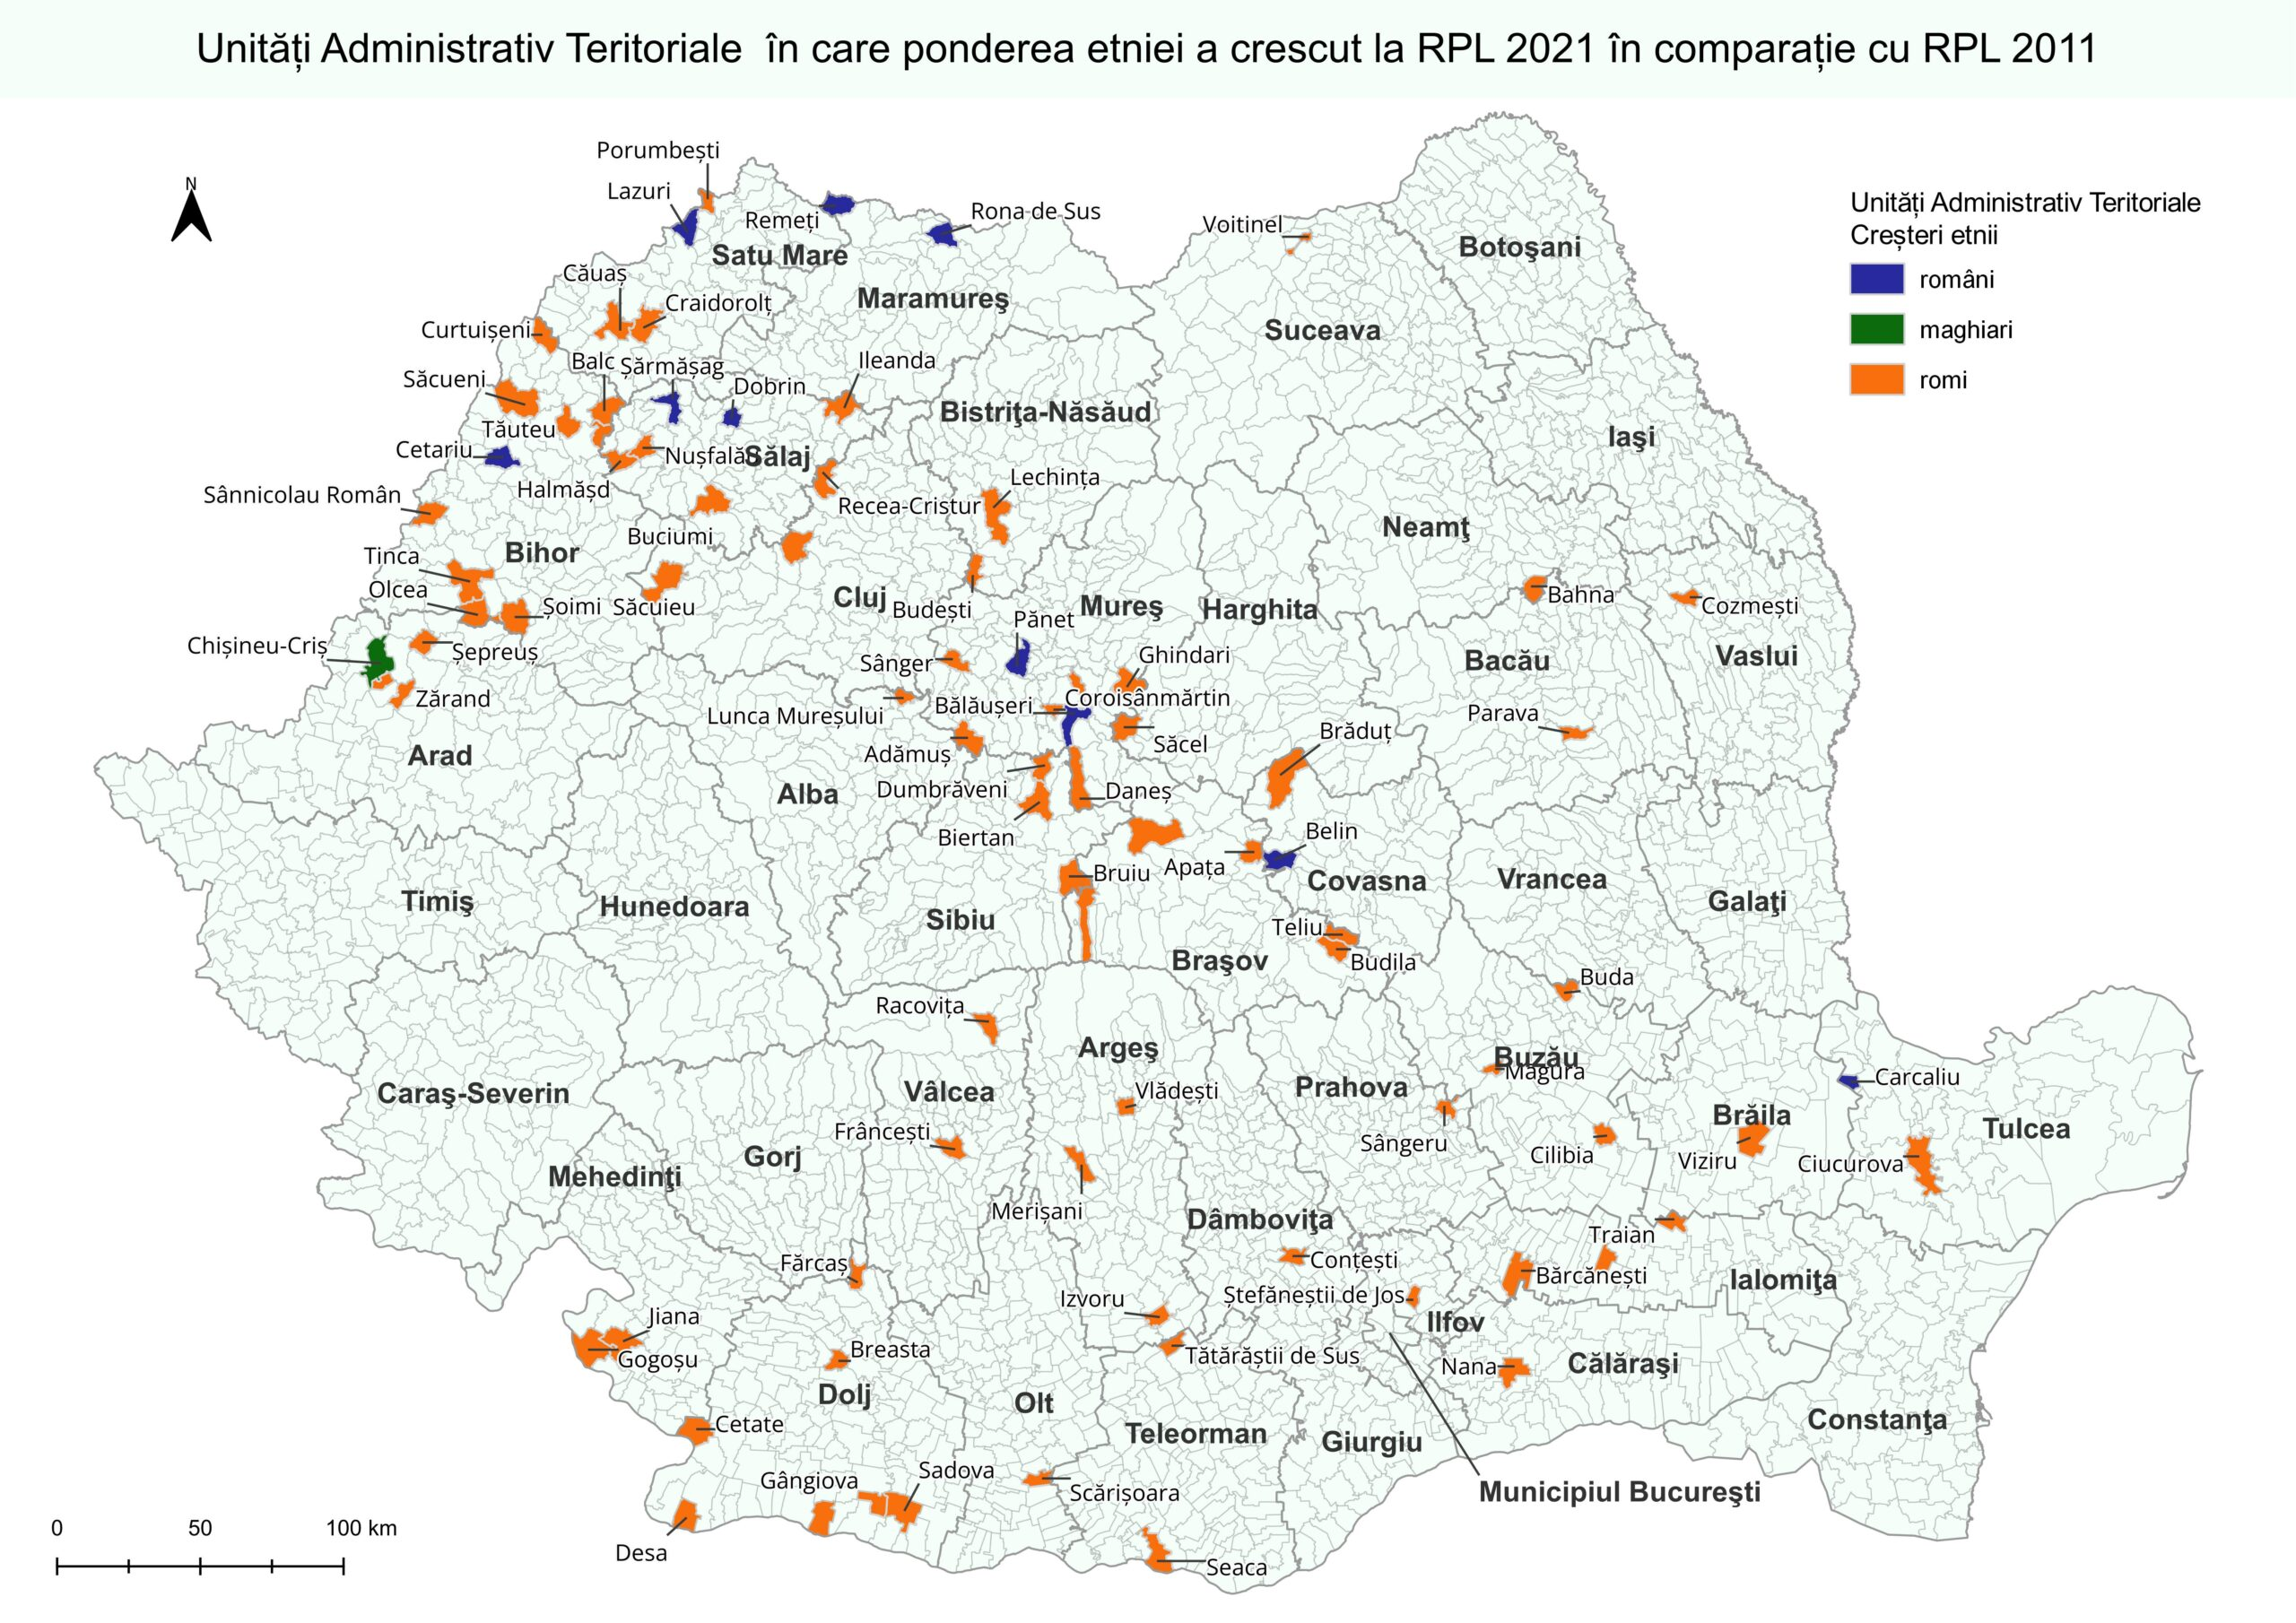 Unități Administrativ Teritoriale în care ponderea etniei a crescut la RPL 2021 în comparație cu RPL 2011
N
Unități Administrativ Teritoriale
Creșteri etnii
români
maghiari
romi
Porumbești
Lazuri
Remeți
Rona de Sus
Voitinel
Botoşani
Satu Mare
Căuaș
Craidorolț
Maramureş
Suceava
Curtuișeni
Balc
Șărmășag
Ileanda
Săcueni
Dobrin
Bistriţa-Năsăud
Tăuteu
Iaşi
Cetariu
Nușfalău
Sălaj
Halmășd
Lechința
Sânnicolau Român
Recea-Cristur
Neamţ
Buciumi
Tinca
Bihor
Olcea
Șoimi
Săcuieu
Cluj
Budești
Mureş
Harghita
Bahna
Cozmești
Pănet
Chișineu-Criș
Șepreuș
Sânger
Ghindari
Bacău
Vaslui
Zărand
Lunca Mureșului
Bălăușeri
Coroisânmărtin
Parava
Arad
Adămuș
Săcel
Brăduț
Alba
Dumbrăveni
Daneș
Biertan
Belin
Apața
Bruiu
Covasna
Vrancea
Timiş
Hunedoara
Sibiu
Galaţi
Teliu
Braşov
Budila
Buda
Racovița
Argeş
Buzău
Măgura
Carcaliu
Caraş-Severin
Vâlcea
Vlădești
Prahova
Brăila
Tulcea
Frâncești
Sângeru
Cilibia
Viziru
Ciucurova
Gorj
Mehedinţi
Merișani
Dâmboviţa
Traian
Fărcaș
Conțești
Bărcănești
Ialomiţa
Izvoru
Ștefăneștii de Jos
Ilfov
Jiana
Gogoșu
Breasta
Tătărăștii de Sus
Nana
Călăraşi
Dolj
Olt
Cetate
Teleorman
Giurgiu
Constanţa
Gângiova
Sadova
Scărișoara
Municipiul Bucureşti
Desa
Seaca
0 50 100 km